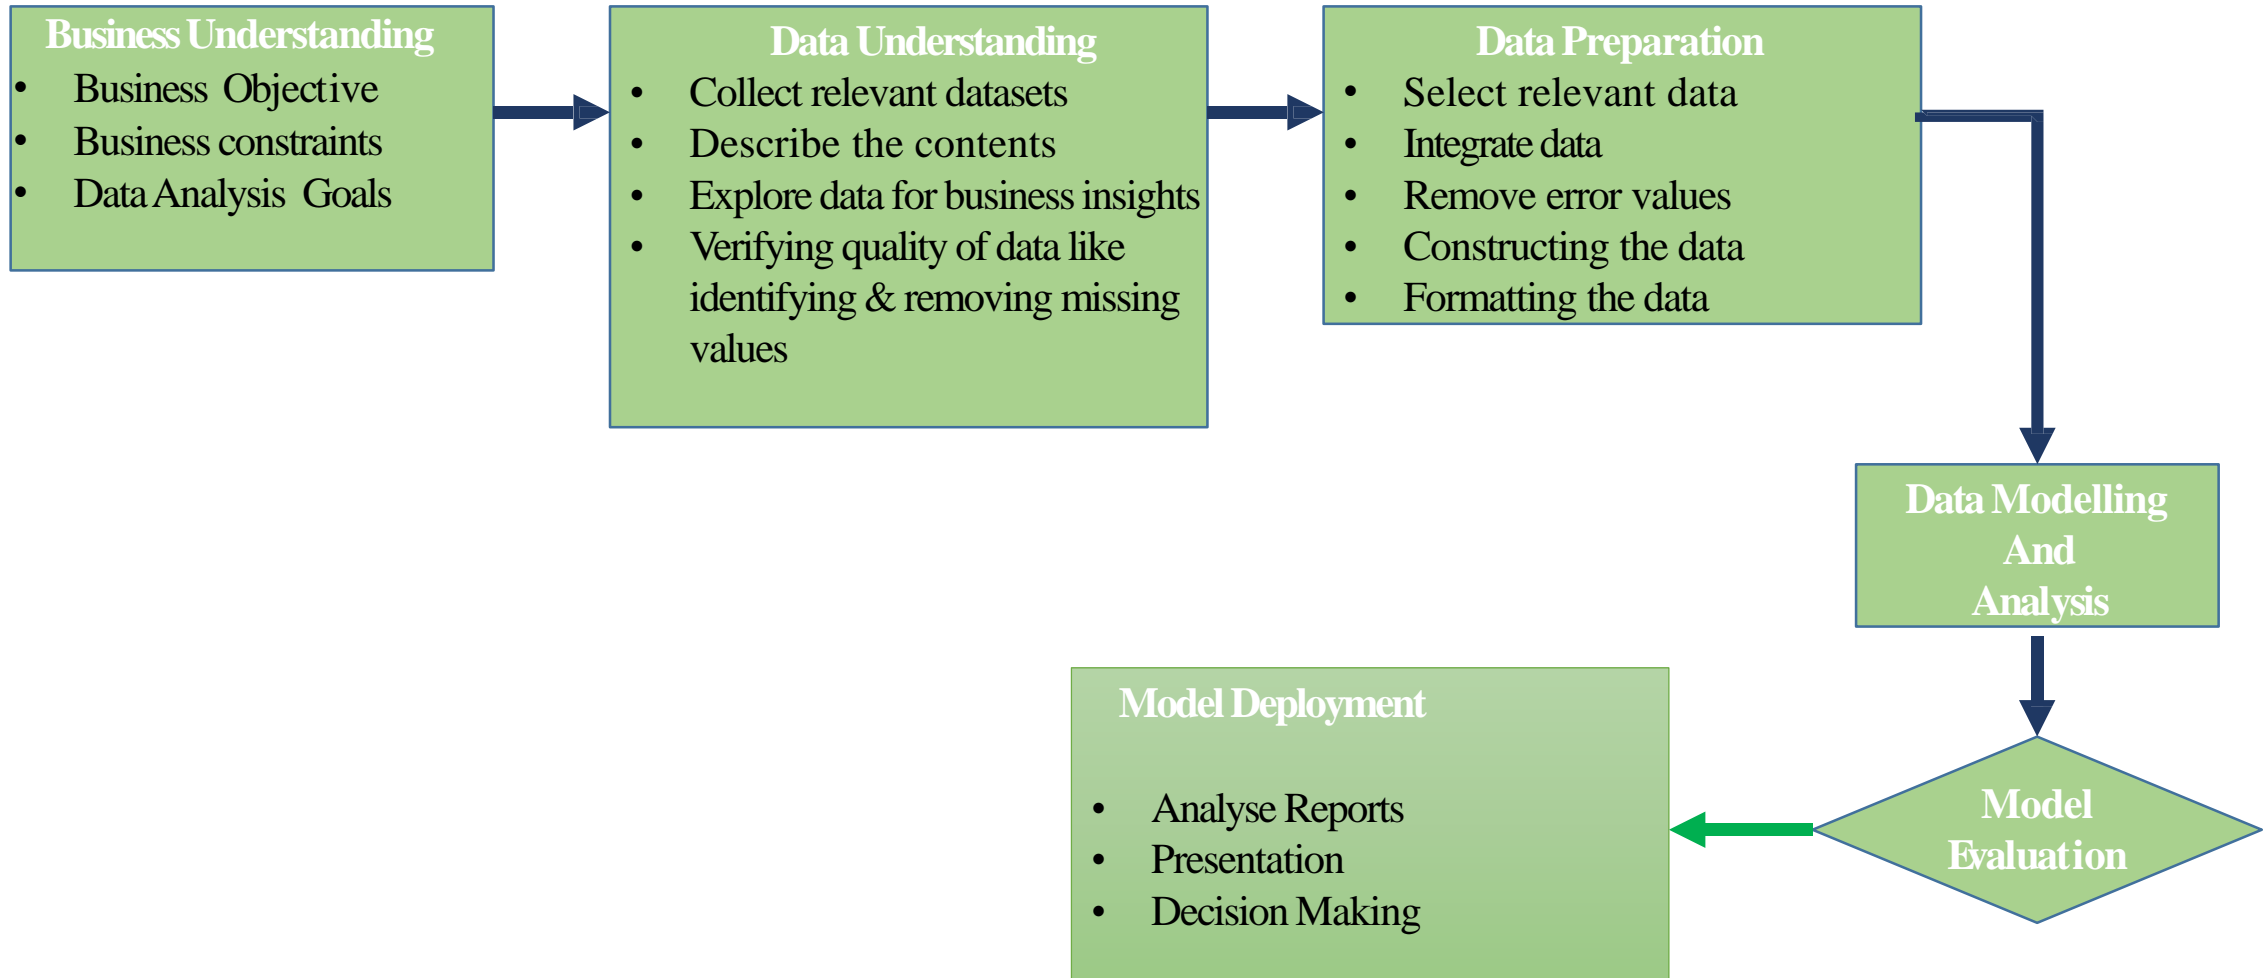 Business Understanding
• Business Objective
• Business constraints
• Data Analysis Goals
Data Understanding
• Collect relevant datasets
• Describe the contents
• Explore data for business insights
• Verifying quality of data like
identifying & removing missing
values
Data Preparation
• Select relevant data
• Integrate data
• Remove error values
• Constructing the data
• Formatting the data
Data Modelling
And
Analysis
Model
Evaluation
Model Deployment
• Analyse Reports
• Presentation
• Decision Making